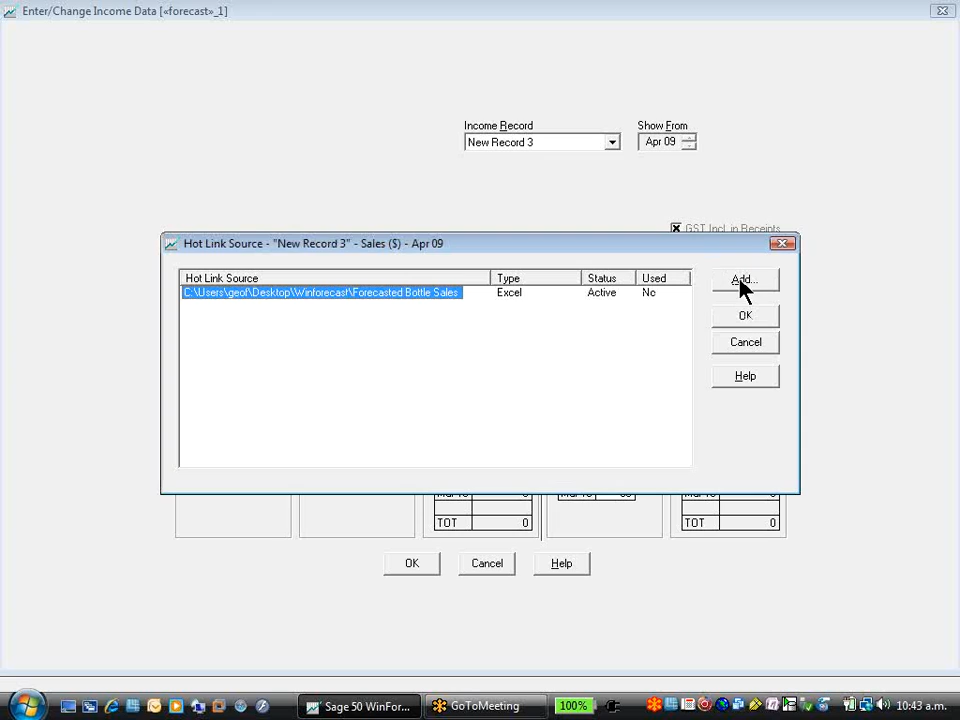 Enter/Change Income Data [«forecast»_1]
Income Record
Show From
New Record 3
Apr 09
GST Incl. in Receipts
Hot Link Source - "New Record 3" - Sales ($) - Apr 09
Hot Link Source Type Status Used
C:\Users\geof\Desktop\Winforecast\Forecasted Bottle Sales Excel Active No
Add...
OK
Cancel
Help
0
0
TOT 0
TOT 0
OK Cancel Help
Sage 50 WinFor...
GoToMeeting
100%
10:43 a.m.